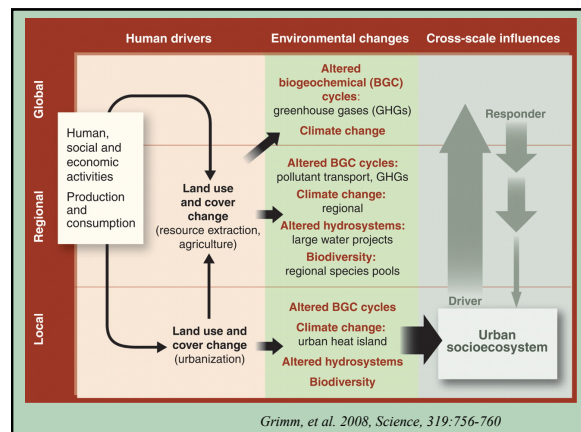 Human drivers
Environmental changes
Cross-scale influences
Global
Regional
Local
Human,
social and
economic
activities
Production
and
consumption
Land use
and cover
change
(resource extraction,
agriculture)
Land use and
cover change
(urbanization)
Altered
biogeochemical (BGC)
cycles:
greenhouse gases (GHGs)
Climate change
Altered BGC cycles:
pollutant transport, GHGs
Climate change:
regional
Altered hydrosystems:
large water projects
Biodiversity:
regional species pools
Altered BGC cycles
Climate change:
urban heat island
Altered hydrosystems
Biodiversity
Responder
Driver
Urban
socioecosystem
Grimm, et al. 2008, Science, 319:756-760